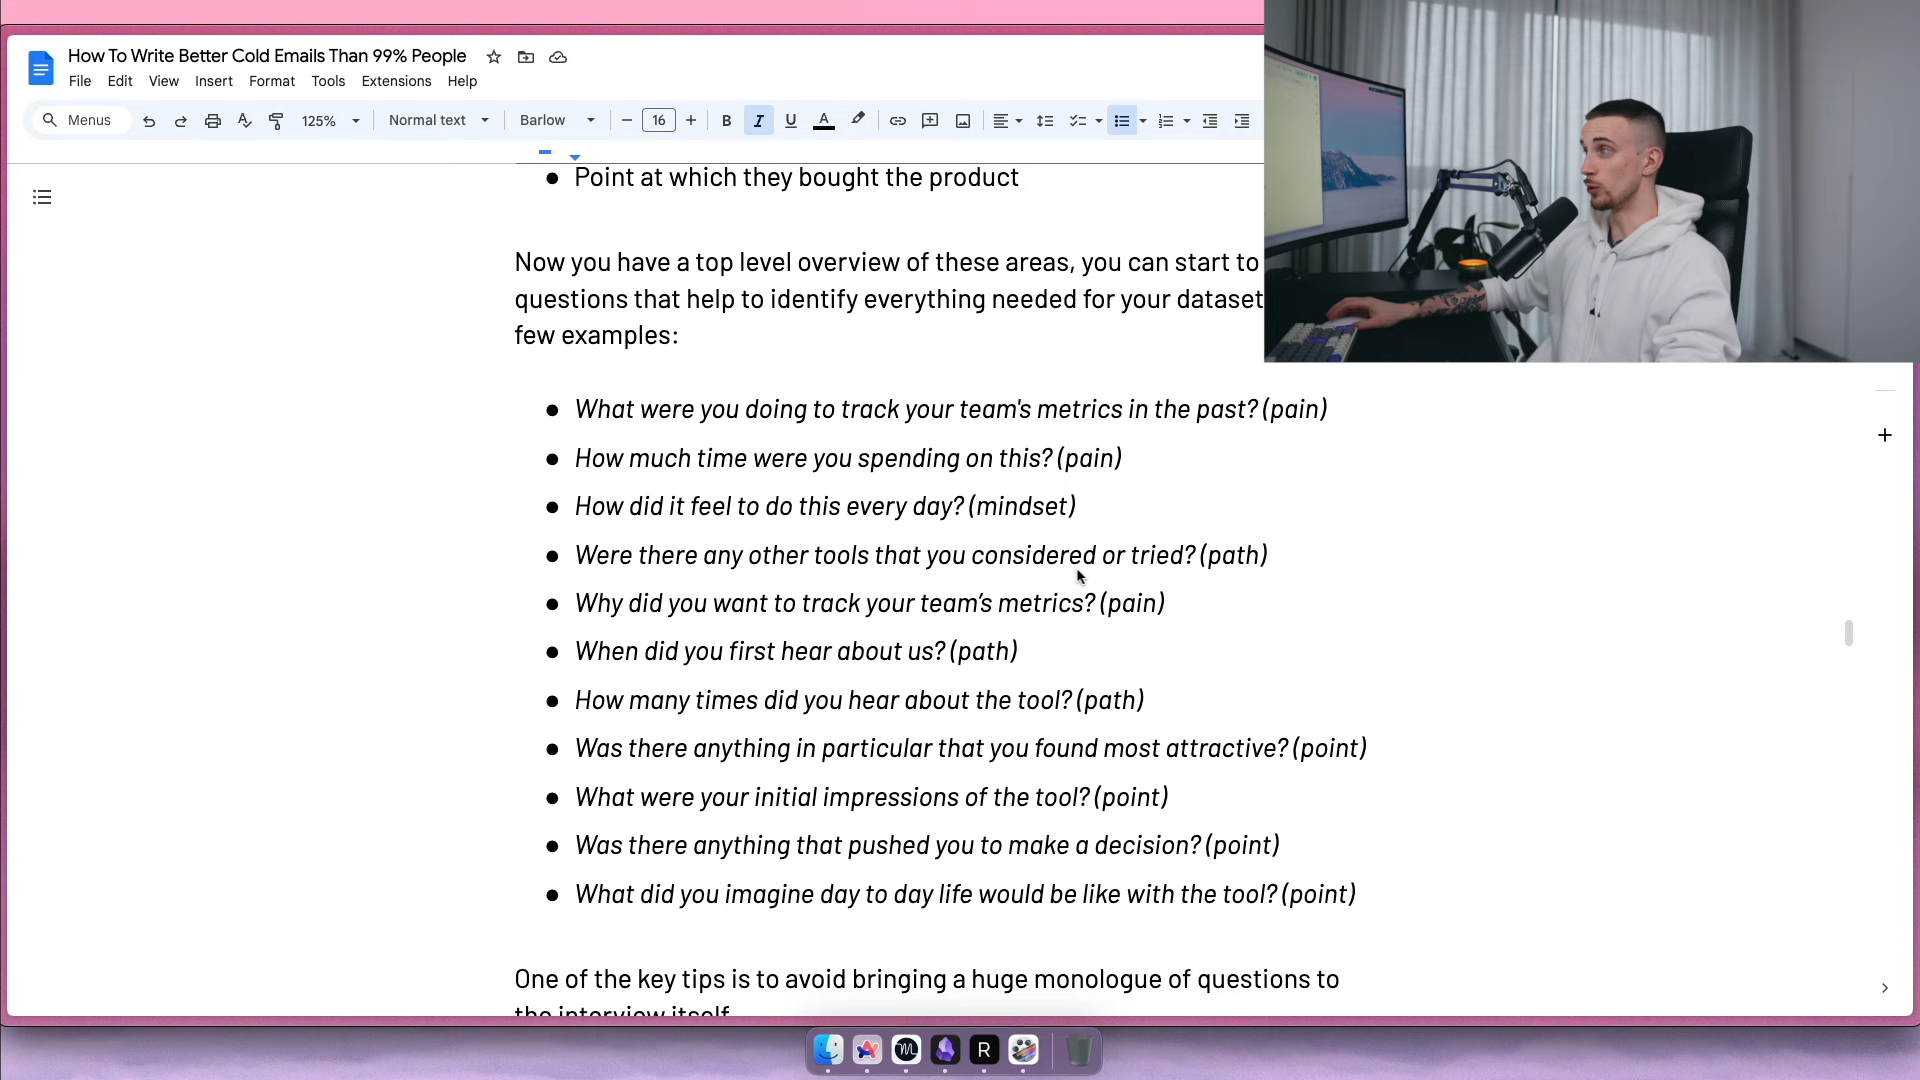 How To Write Better Cold Emails Than 99% People
File Edit View Insert Format Tools Extensions Help
Menus 125% Normal text Barlow 16 B I U A
● Point at which they bought the product
Now you have a top level overview of these areas, you can start to
questions that help to identify everything needed for your dataset
few examples:
● What were you doing to track your team's metrics in the past? (pain)
● How much time were you spending on this? (pain)
● How did it feel to do this every day? (mindset)
● Were there any other tools that you considered or tried? (path)
● Why did you want to track your team’s metrics? (pain)
● When did you first hear about us? (path)
● How many times did you hear about the tool? (path)
● Was there anything in particular that you found most attractive? (point)
● What were your initial impressions of the tool? (point)
● Was there anything that pushed you to make a decision? (point)
● What did you imagine day to day life would be like with the tool? (point)
One of the key tips is to avoid bringing a huge monologue of questions to
the interview itself
R